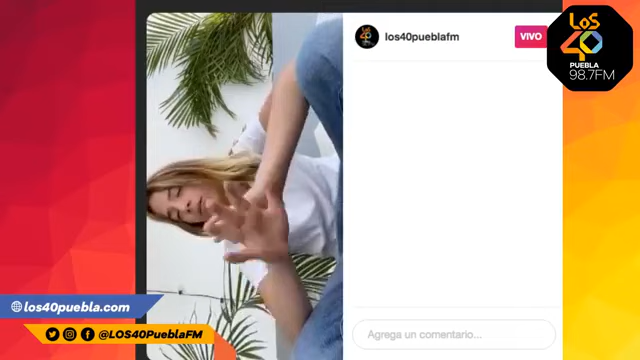 los40pueblafm
VIVO
LOS
40
PUEBLA
98.7FM
los40puebla.com
@LOS40PueblaFM
Agrega un comentario...